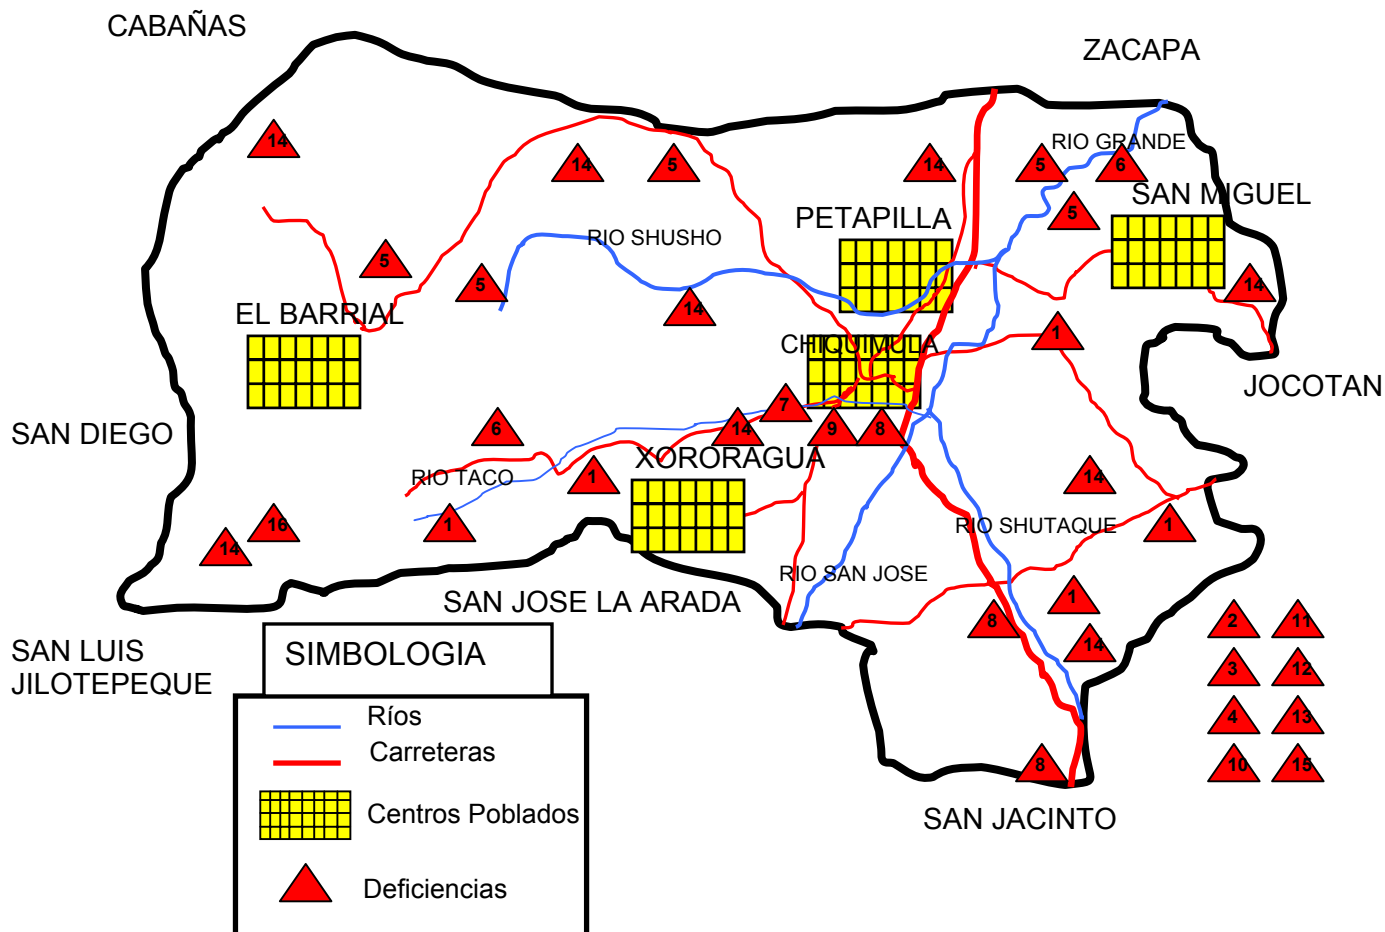 CABAÑAS
ZACAPA
14
14
5
14
5
RIO GRANDE
6
SAN MIGUEL
PETAPILLA
5
RIO SHUSHO
5
5
14
14
EL BARRIAL
CHIQUIMULA
1
JOCOTAN
SAN DIEGO
6
14
7
9
8
XORORAGUA
RIO TACO
1
14
16
14
1
RIO SHUTAQUE
1
RIO SAN JOSE
SAN JOSE LA ARADA
1
8
14
2
11
3
12
4
13
10
15
SAN LUIS
JILOTEPEQUE
SIMBOLOGIA
Ríos
Carreteras
Centros Poblados
Deficiencias
8
SAN JACINTO